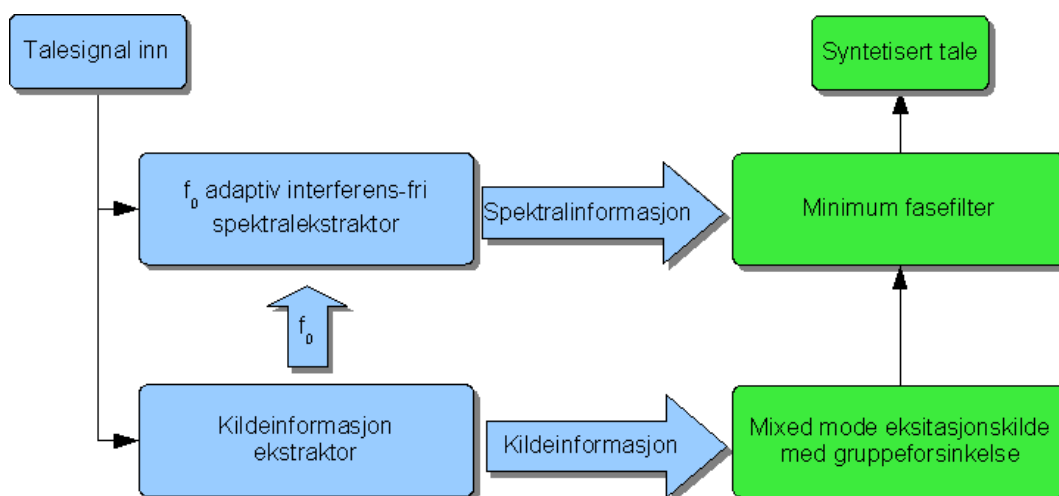 Talesignal inn
Syntetisert tale
f0 adaptiv interferens-fri
spektralekstraktor
Spektralinformasjon
Minimum fasefilter
f0
Kildeinformasjon
ekstraktor
Kildeinformasjon
Mixed mode eksitasjonskilde
med gruppeforsinkelse